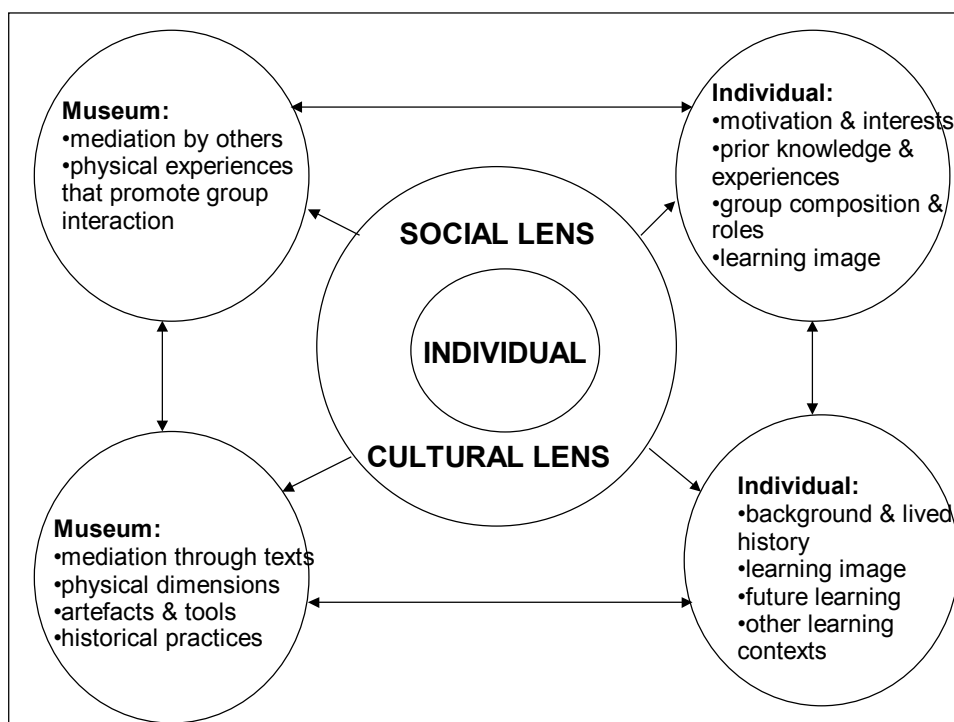 Museum:
•mediation by others
•physical experiences
that promote group
interaction
Individual:
•motivation & interests
•prior knowledge &
experiences
•group composition &
roles
•learning image
SOCIAL LENS
INDIVIDUAL
CULTURAL LENS
Museum:
•mediation through texts
•physical dimensions
•artefacts & tools
•historical practices
Individual:
•background & lived
history
•learning image
•future learning
•other learning
contexts